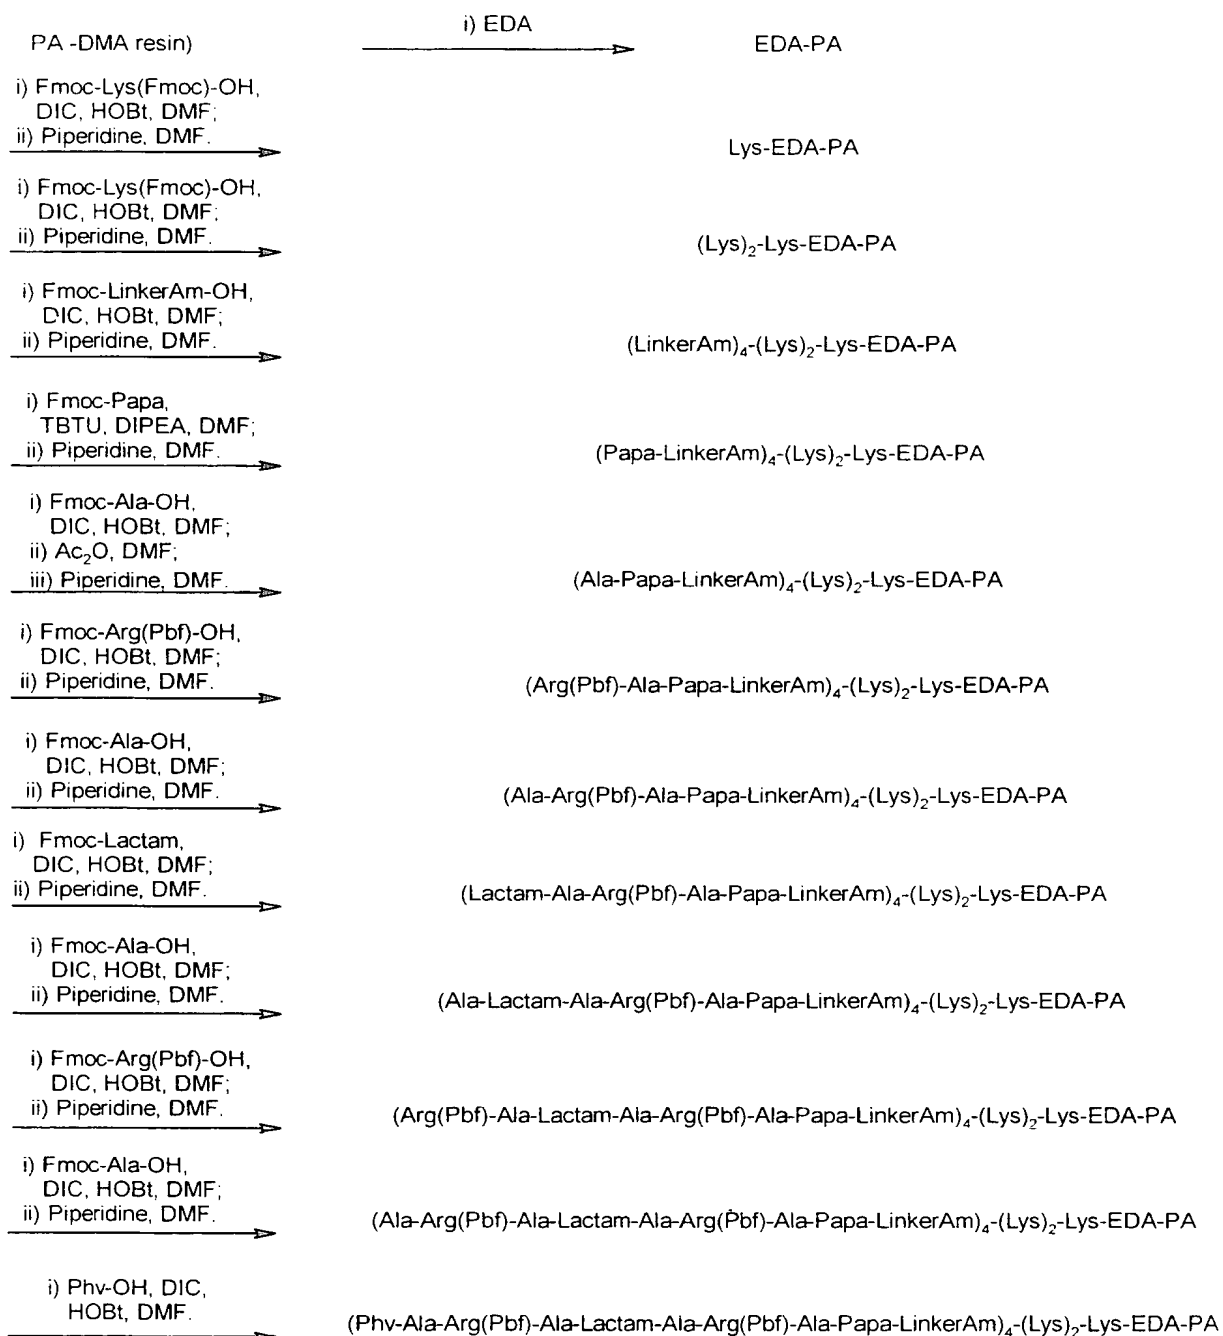 i) EDA
PA -DMA resin)
EDA-PA
i) Fmoc-Lys(Fmoc)-OH,
DIC, HOBt, DMF;
ii) Piperidine, DMF.
Lys-EDA-PA
i) Fmoc-Lys(Fmoc)-OH,
DIC, HOBt, DMF;
ii) Piperidine, DMF.
(Lys)₂-Lys-EDA-PA
i) Fmoc-LinkerAm-OH,
DIC, HOBt, DMF;
ii) Piperidine, DMF.
(LinkerAm)₄-(Lys)₂-Lys-EDA-PA
i) Fmoc-Papa,
TBTU, DIPEA, DMF;
ii) Piperidine, DMF.
(Papa-LinkerAm)₄-(Lys)₂-Lys-EDA-PA
i) Fmoc-Ala-OH,
DIC, HOBt, DMF;
ii) Ac₂O, DMF;
iii) Piperidine, DMF.
(Ala-Papa-LinkerAm)₄-(Lys)₂-Lys-EDA-PA
i) Fmoc-Arg(Pbf)-OH,
DIC, HOBt, DMF;
ii) Piperidine, DMF.
(Arg(Pbf)-Ala-Papa-LinkerAm)₄-(Lys)₂-Lys-EDA-PA
i) Fmoc-Ala-OH,
DIC, HOBt, DMF;
ii) Piperidine, DMF.
(Ala-Arg(Pbf)-Ala-Papa-LinkerAm)₄-(Lys)₂-Lys-EDA-PA
i) Fmoc-Lactam,
DIC, HOBt, DMF;
ii) Piperidine, DMF.
(Lactam-Ala-Arg(Pbf)-Ala-Papa-LinkerAm)₄-(Lys)₂-Lys-EDA-PA
i) Fmoc-Ala-OH,
DIC, HOBt, DMF;
ii) Piperidine, DMF.
(Ala-Lactam-Ala-Arg(Pbf)-Ala-Papa-LinkerAm)₄-(Lys)₂-Lys-EDA-PA
i) Fmoc-Arg(Pbf)-OH,
DIC, HOBt, DMF;
ii) Piperidine, DMF.
(Arg(Pbf)-Ala-Lactam-Ala-Arg(Pbf)-Ala-Papa-LinkerAm)₄-(Lys)₂-Lys-EDA-PA
i) Fmoc-Ala-OH,
DIC, HOBt, DMF;
ii) Piperidine, DMF.
(Ala-Arg(Pbf)-Ala-Lactam-Ala-Arg(Pbf)-Ala-Papa-LinkerAm)₄-(Lys)₂-Lys-EDA-PA
i) Phv-OH, DIC,
HOBt, DMF.
(Phv-Ala-Arg(Pbf)-Ala-Lactam-Ala-Arg(Pbf)-Ala-Papa-LinkerAm)₄-(Lys)₂-Lys-EDA-PA